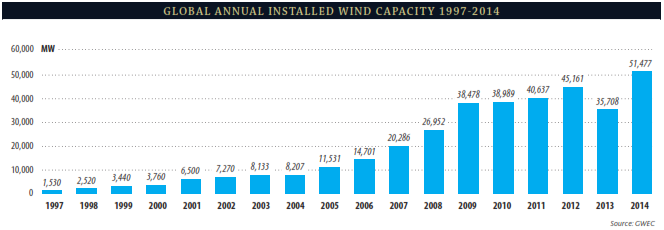 GLOBAL ANNUAL INSTALLED WIND CAPACITY 1997-2014
60,000 MW
50,000
40,000
30,000
20,000
10,000
0
1,530 2,520 3,440 3,760 6,500 7,270 8,133 8,207 11,531 14,701 20,286 26,952 38,478 38,989 40,637 45,161 35,708 51,477
1997 1998 1999 2000 2001 2002 2003 2004 2005 2006 2007 2008 2009 2010 2011 2012 2013 2014
Source: GWEC